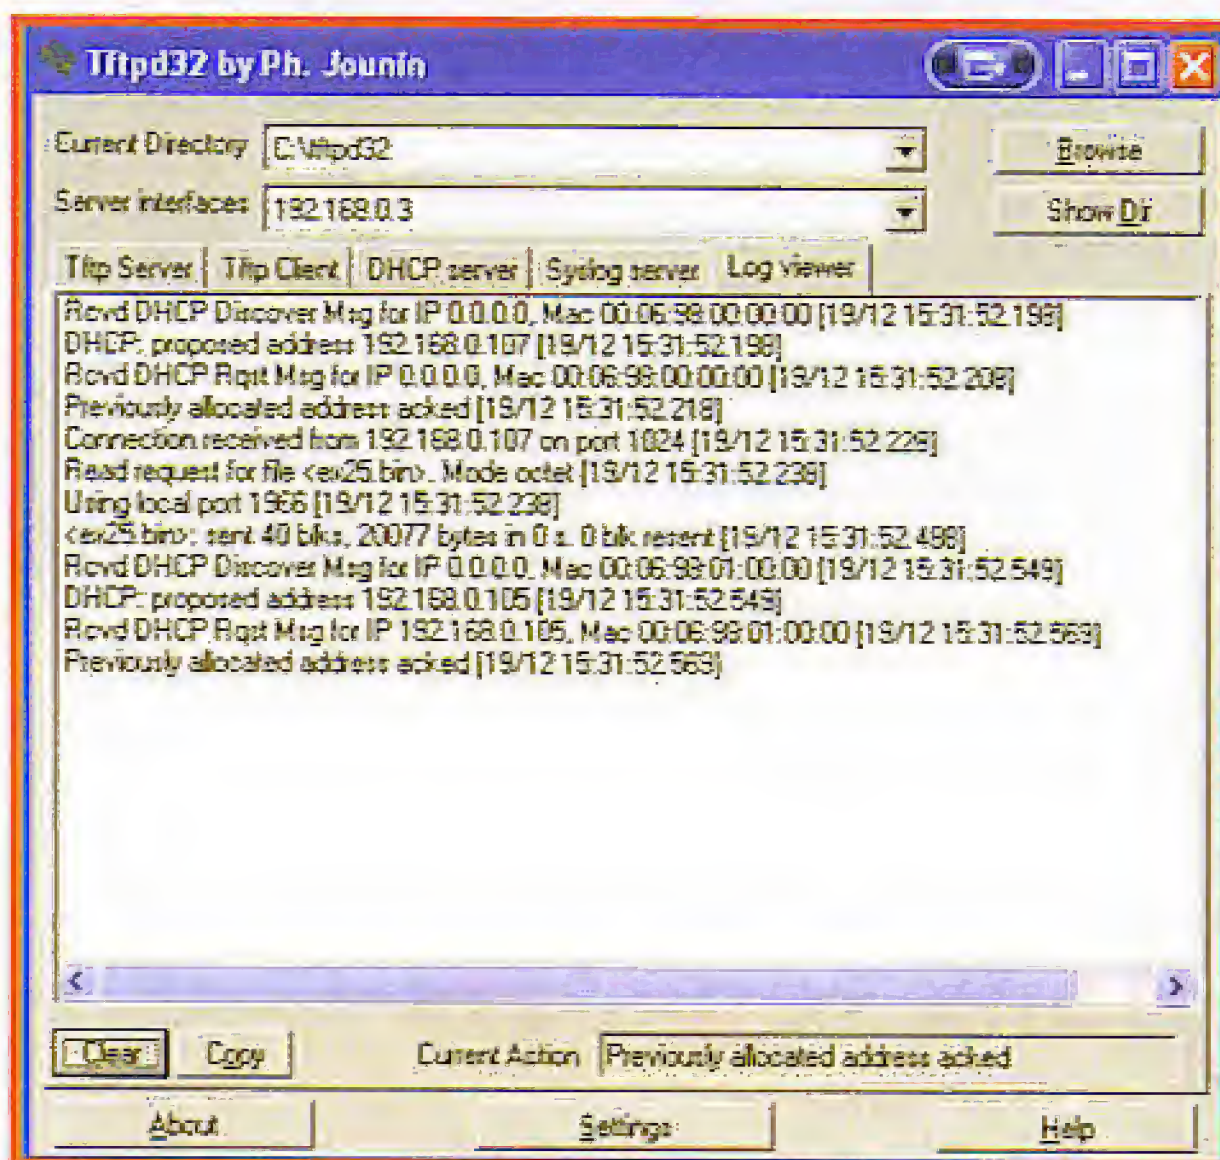 Tftpd32 by Ph. Jounin
Current Directory C:\tftpd32 Browse
Server interfaces 192.168.0.3 Show Dir
Tftp Server Tftp Client DHCP server Syslog server Log viewer
Rcvd DHCP Discover Msg for IP 0.0.0.0, Mac 00:06:98:00:00:00 [19/12 15:31:52.198]
DHCP: proposed address 192.168.0.107 [19/12 15:31:52.198]
Rcvd DHCP Rqst Msg for IP 0.0.0.0, Mac 00:06:98:00:00:00 [19/12 15:31:52.208]
Previously allocated address acked [19/12 15:31:52.218]
Connection received from 192.168.0.107 on port 1024 [19/12 15:31:52.228]
Read request for file <ex25.bin>. Mode octet [19/12 15:31:52.238]
Using local port 1966 [19/12 15:31:52.238]
<ex25.bin>: sent 40 blks, 20077 bytes in 0 s. 0 blk resent [19/12 15:31:52.498]
Rcvd DHCP Discover Msg for IP 0.0.0.0, Mac 00:06:98:01:00:00 [19/12 15:31:52.549]
DHCP: proposed address 192.168.0.105 [19/12 15:31:52.549]
Rcvd DHCP Rqst Msg for IP 192.168.0.105, Mac 00:06:98:01:00:00 [19/12 15:31:52.569]
Previously allocated address acked [19/12 15:31:52.569]
Clear Copy Current Action Previously allocated address acked
About Settings Help